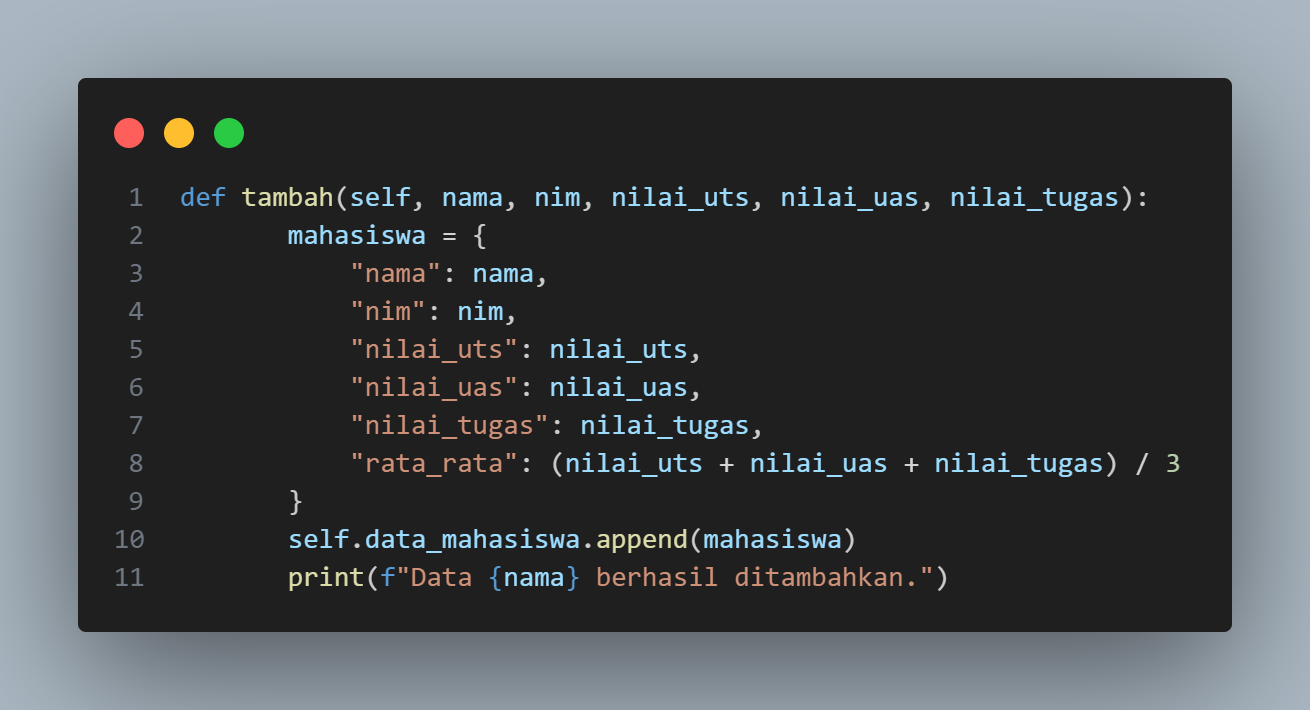 1 def tambah(self, nama, nim, nilai_uts, nilai_uas, nilai_tugas):
2         mahasiswa = {
3             "nama": nama,
4             "nim": nim,
5             "nilai_uts": nilai_uts,
6             "nilai_uas": nilai_uas,
7             "nilai_tugas": nilai_tugas,
8             "rata_rata": (nilai_uts + nilai_uas + nilai_tugas) / 3
9         }
10         self.data_mahasiswa.append(mahasiswa)
11         print(f"Data {nama} berhasil ditambahkan.")